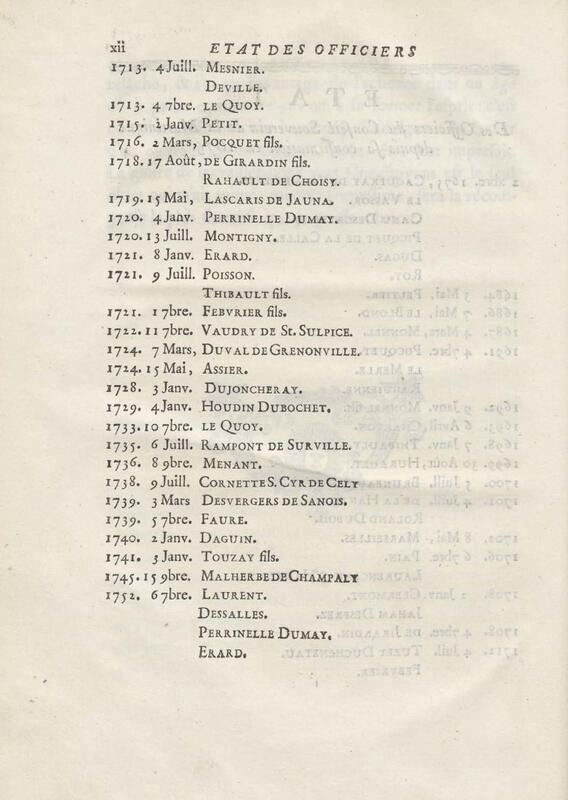 xii ETAT DES OFFICIERS
1713. 4 Juill. MESNIER.
DEVILLE.
1713. 4 7bre. LE QUOY.
1715. 2 Janv. PETIT.
1716. 2 Mars, POCQUET fils.
1718. 17 Août, DE GIRARDIN fils.
RAHAULT DE CHOISY.
1719. 15 Mai, LASCARIS DE JAUNA.
1720. 4 Janv. PERRINELLE DUMAY.
1720. 13 Juill. MONTIGNY.
1721. 8 Janv. ERARD.
1721. 9 Juill. POISSON.
THIBAULT fils.
1721. 1 7bre. FEBVRIER fils.
1722. 11 7bre. VAUDRY DE St. SULPICE.
1724. 7 Mars, DUVAL DE GRENONVILLE.
1724. 15 Mai, ASSIER.
1728. 3 Janv. DUJONCHERAY.
1729. 4 Janv. HOUDIN DUBOCHET.
1733. 10 7bre. LE QUOY.
1735. 6 Juill. RAMPONT DE SURVILLE.
1736. 8 9bre. MENANT.
1738. 9 Juill. CORNETTE S. CYR DE CELY
1739. 3 Mars DESVERGERS DE SANOIS.
1739. 5 7bre. FAURE.
1740. 2 Janv. DAGUIN.
1741. 3 Janv. TOUZAY fils.
1745. 15 9bre. MALHERBE DE CHAMPALY
1752. 6 7bre. LAURENT.
DESSALLES.
PERRINELLE DUMAY.
ERARD.